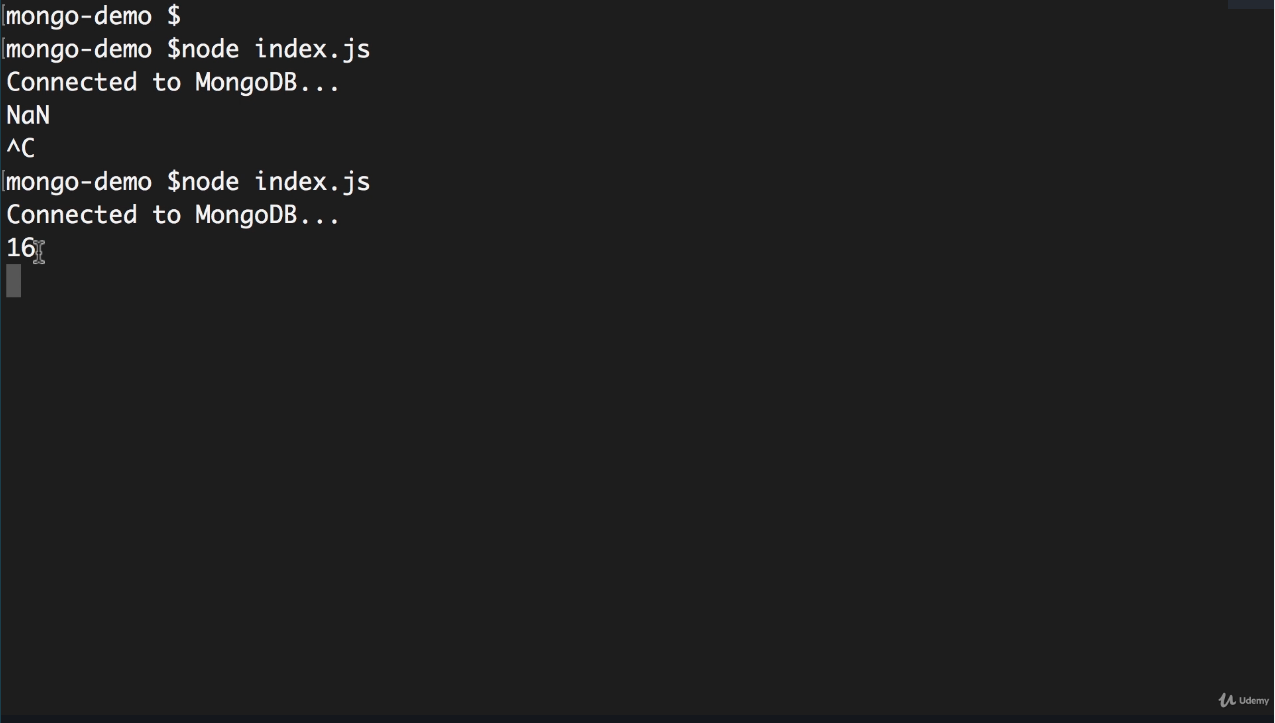 [mongo-demo $
[mongo-demo $node index.js
Connected to MongoDB...
NaN
^C
[mongo-demo $node index.js
Connected to MongoDB...
16
Udemy